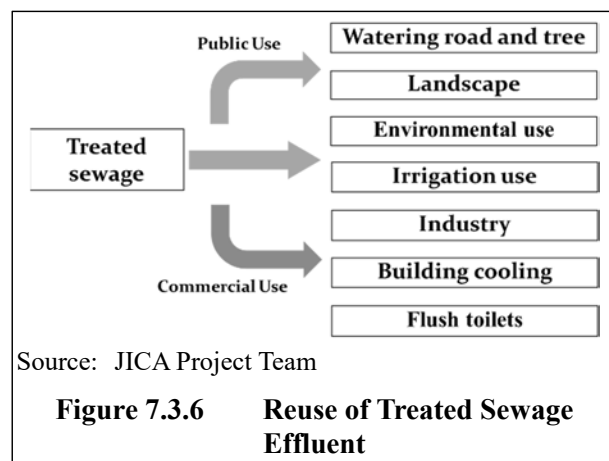 Public Use
Treated
sewage
Commercial Use
Watering road and tree
Landscape
Environmental use
Irrigation use
Industry
Building cooling
Flush toilets
Source: JICA Project Team
Figure 7.3.6 Reuse of Treated Sewage
Effluent